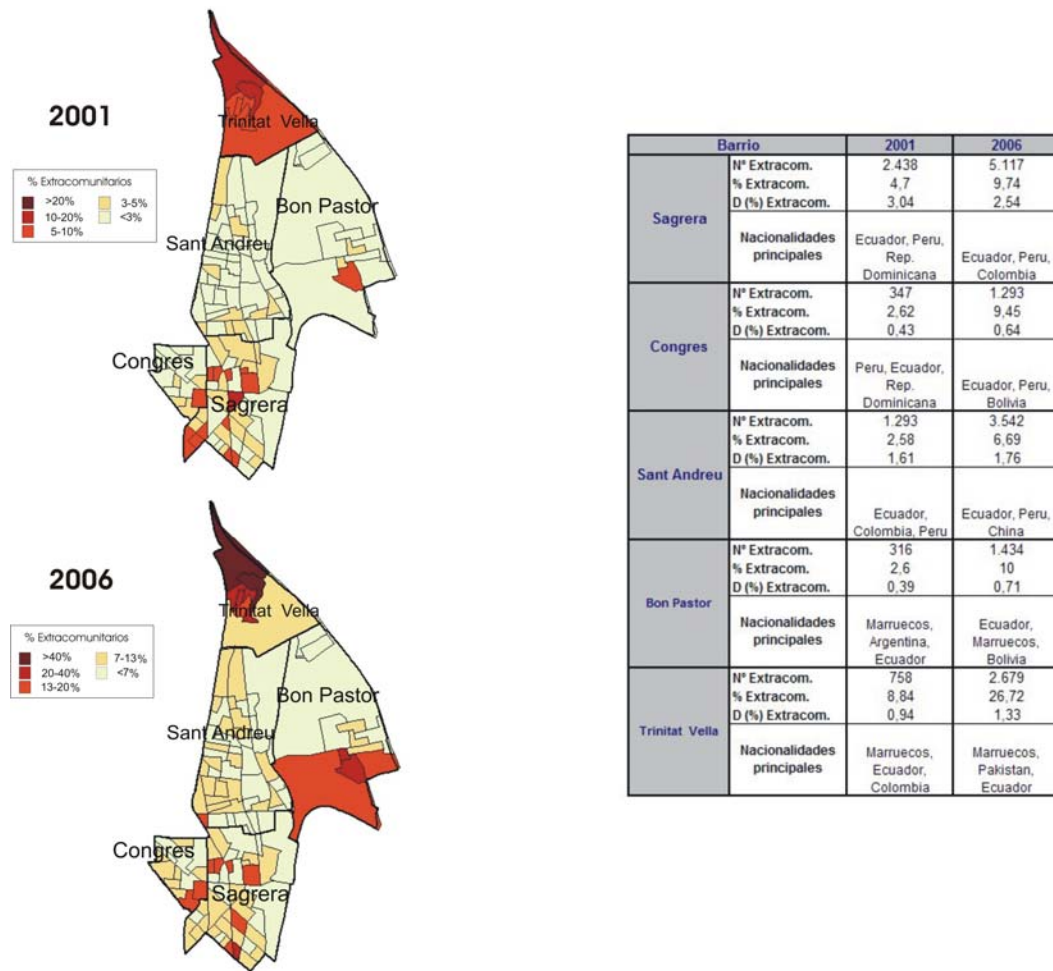 2001
% Extracomunitarios
>20%
10-20%
5-10%
3-5%
<3%
Trinitat Vella
Bon Pastor
Sant Andreu
Congres
Sagrera
2006
% Extracomunitarios
>40%
20-40%
13-20%
7-13%
<7%
Trinitat Vella
Bon Pastor
Sant Andreu
Congres
Sagrera
Barrio 2001 2006
Sagrera
Nº Extracom. 2.438 5.117
% Extracom. 4,7 9,74
D (%) Extracom. 3,04 2,54
Nacionalidades
principales
Ecuador, Peru,
Rep.
Dominicana
Ecuador, Peru,
Colombia
Congres
Nº Extracom. 347 1.293
% Extracom. 2,62 9,45
D (%) Extracom. 0,43 0,64
Nacionalidades
principales
Peru, Ecuador,
Rep.
Dominicana
Ecuador, Peru,
Bolivia
Sant Andreu
Nº Extracom. 1.293 3.542
% Extracom. 2,58 6,69
D (%) Extracom. 1,61 1,76
Nacionalidades
principales
Ecuador,
Colombia, Peru
Ecuador, Peru,
China
Bon Pastor
Nº Extracom. 316 1.434
% Extracom. 2,6 10
D (%) Extracom. 0,39 0,71
Nacionalidades
principales
Marruecos,
Argentina,
Ecuador
Ecuador,
Marruecos,
Bolivia
Trinitat Vella
Nº Extracom. 758 2.679
% Extracom. 8,84 26,72
D (%) Extracom. 0,94 1,33
Nacionalidades
principales
Marruecos,
Ecuador,
Colombia
Marruecos,
Pakistan,
Ecuador